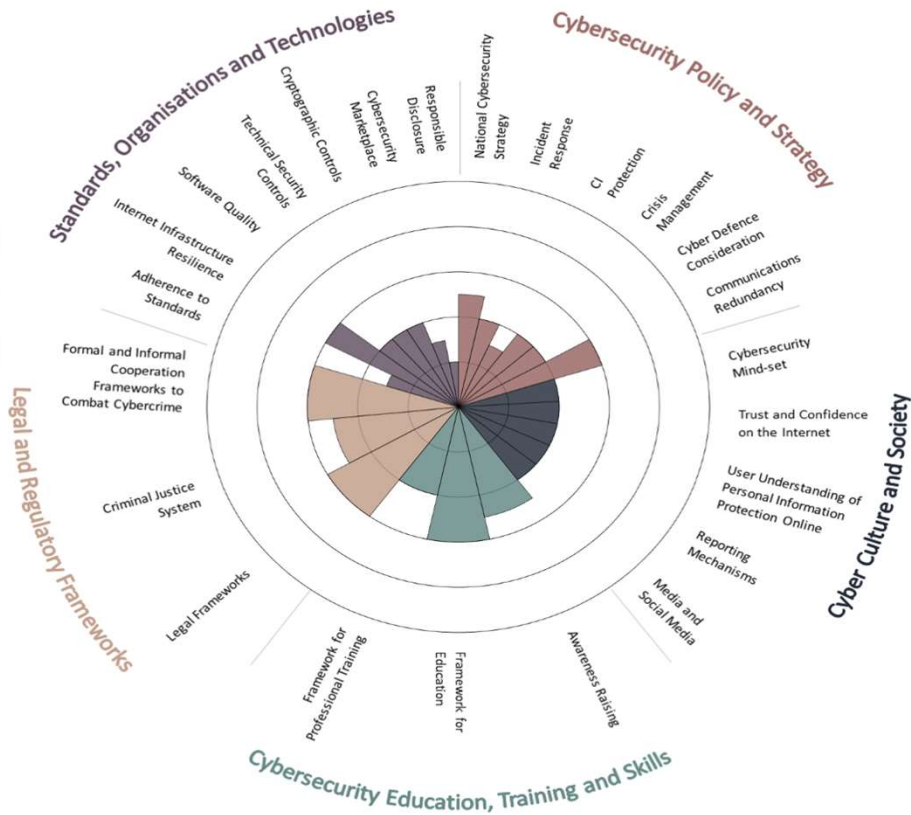 Cybersecurity Policy and Strategy
National Cybersecurity
Strategy
Incident
Response
CI
Protection
Crisis
Management
Cyber Defence
Consideration
Communications
Redundancy
Cyber Culture and Society
Cybersecurity
Mind-set
Trust and Confidence
on the Internet
User Understanding of
Personal Information
Protection Online
Reporting
Mechanisms
Media and
Social Media
Cybersecurity Education, Training and Skills
Awareness Raising
Framework for
Education
Framework for
Professional Training
Legal and Regulatory Frameworks
Legal Frameworks
Criminal Justice
System
Formal and Informal
Cooperation
Frameworks to
Combat Cybercrime
Standards, Organisations and Technologies
Adherence to
Standards
Internet Infrastructure
Resilience
Software Quality
Technical Security
Controls
Cryptographic Controls
Cybersecurity
Marketplace
Responsible
Disclosure